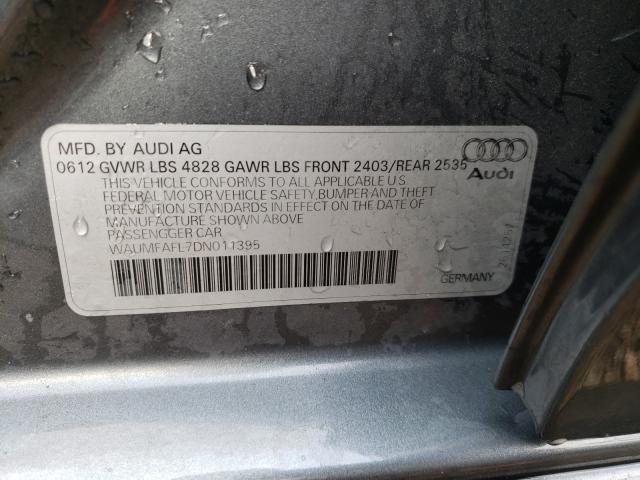 MFD. BY AUDI AG
0612 GVWR LBS 4828 GAWR LBS FRONT 2403/REAR 2535
Audi
THIS VEHICLE CONFORMS TO ALL APPLICABLE U.S.
FEDERAL MOTOR VEHICLE SAFETY,BUMPER AND THEFT
PREVENTION STANDARDS IN EFFECT ON THE DATE OF
MANUFACTURE SHOWN ABOVE
PASSENGGER CAR
WAUMFAFL7DN011395
GERMANY